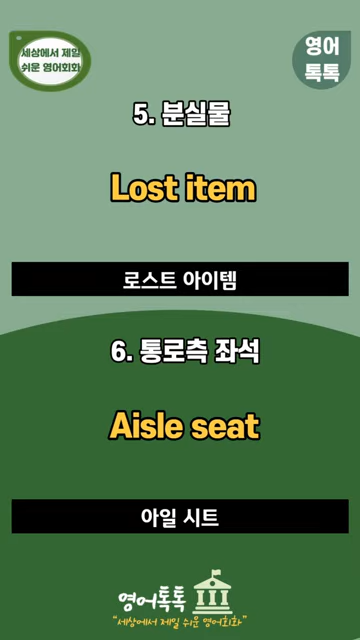 세상에서 제일
쉬운 영어회화
영어
톡톡
5. 분실물
Lost item
로스트 아이템
6. 통로측 좌석
Aisle seat
아일 시트
영어톡톡
"세상에서 제일 쉬운 영어회화"